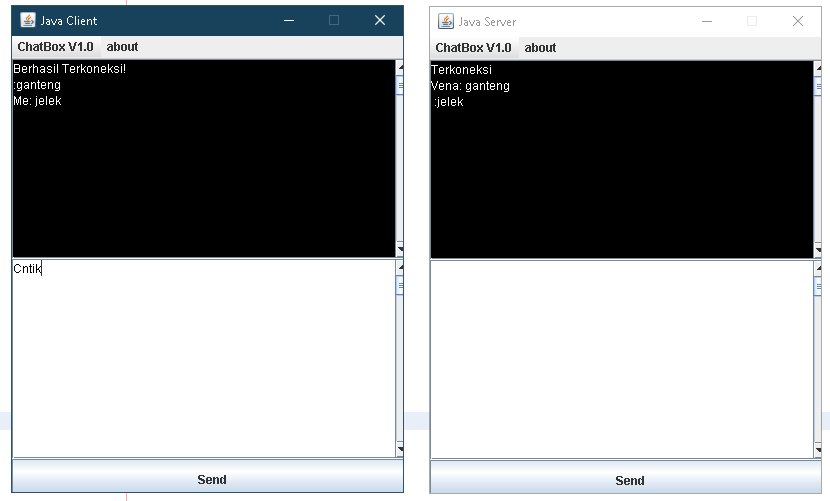 Java Client
ChatBox V1.0 about
Berhasil Terkoneksi!
:ganteng
Me: jelek
Cntik
Send
Java Server
ChatBox V1.0 about
Terkoneksi
Vena: ganteng
:jelek
Send